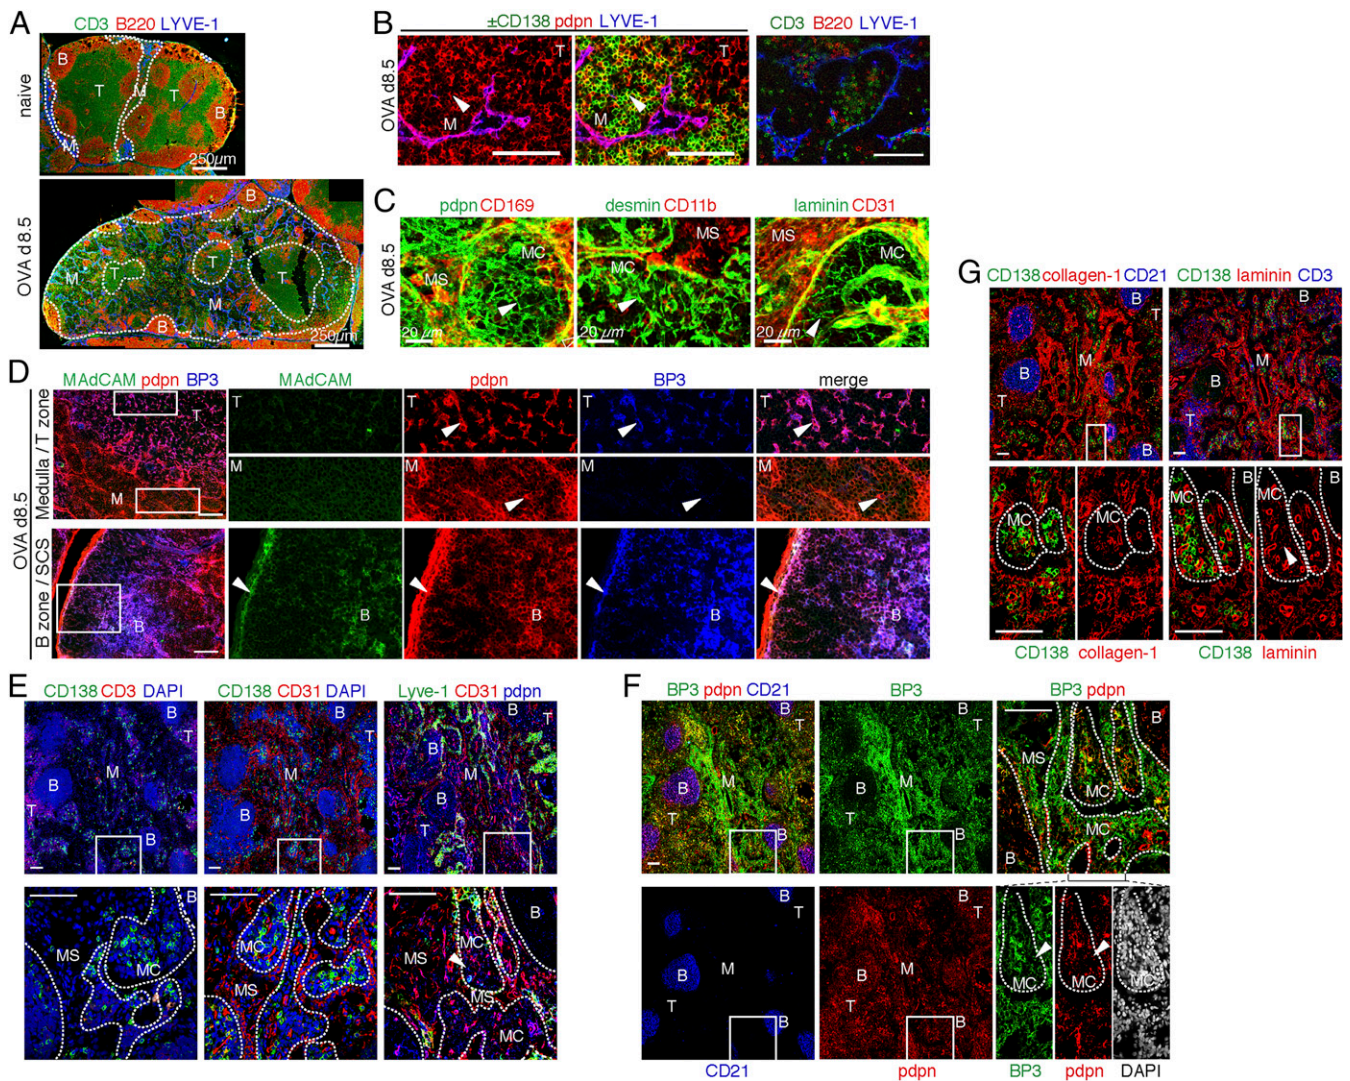 A
CD3 B220 LYVE-1
naive
B
T
M
T
B
M
250µm
OVA d8.5
B
M
T
T
T
M
B
250µm
B
±CD138 pdpn LYVE-1
CD3 B220 LYVE-1
OVA d8.5
T
M
T
M
C
pdpn CD169
desmin CD11b
laminin CD31
OVA d8.5
MC
MS
20 µm
MS
MC
20 µm
MS
MC
20 µm
D
MAdCAM pdpn BP3
MAdCAM
pdpn
BP3
merge
OVA d8.5
Medulla / T zone
B zone / SCS
T
M
T
T
T
T
M
M
M
M
B
B
B
B
B
E
CD138 CD3 DAPI
CD138 CD31 DAPI
Lyve-1 CD31 pdpn
B
T
M
B
T
B
B
T
M
B
T
B
B
T
B
M
B
T
B
MS
MC
MC
MS
B
MC
MS
MS
MC
F
BP3 pdpn CD21
BP3
BP3 pdpn
B
T
M
B
T
B
B
T
M
B
T
B
B
MS
MC
MC
B
B
T
B
M
T
B
CD21
B
T
B
M
T
B
pdpn
MC
MC
MC
BP3
pdpn
DAPI
G
CD138 collagen-1 CD21
CD138 laminin CD3
B
T
M
B
T
B
B
T
M
B
T
B
MC
MC
B
MC
MC
B
CD138 collagen-1
CD138 laminin